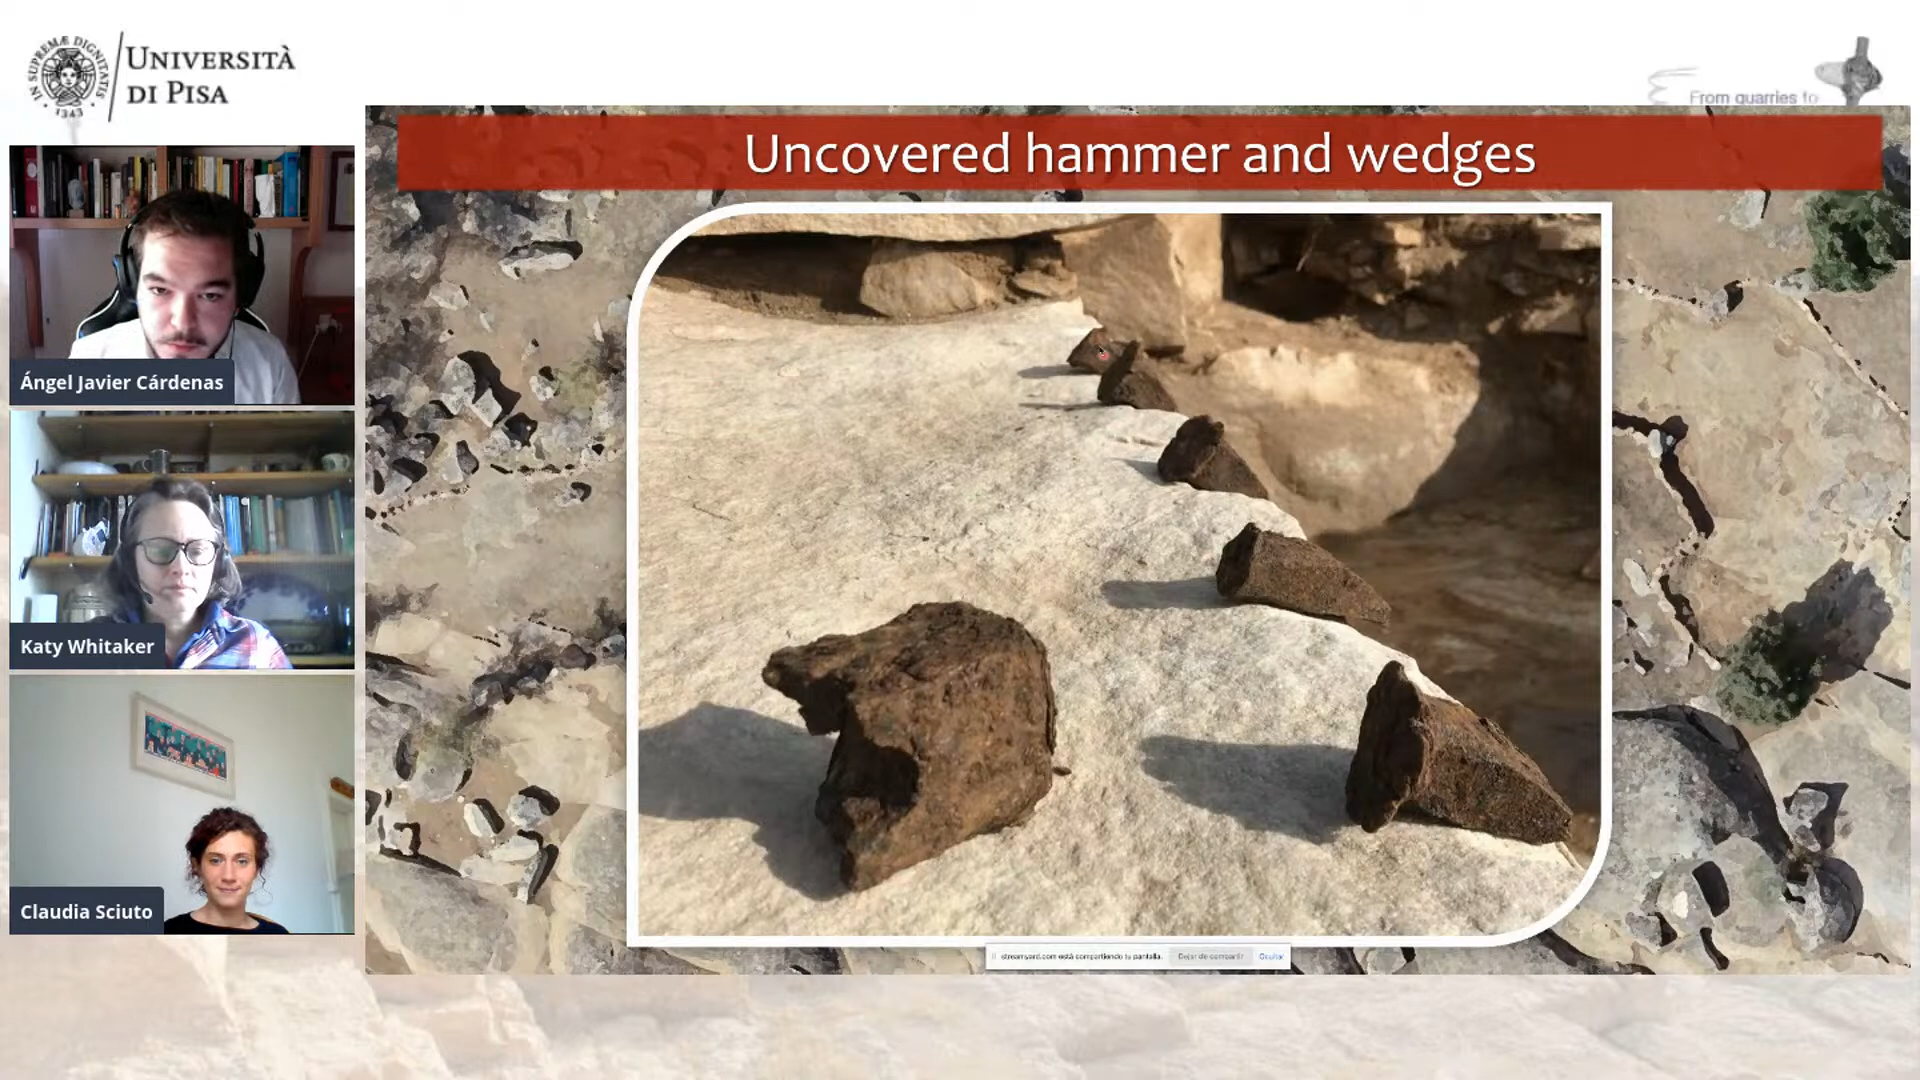 IN SUPREMÆ DIGNITATIS
1343
UNIVERSITÀ
DI PISA
From quarries to
Uncovered hammer and wedges
Ángel Javier Cárdenas
Katy Whitaker
Claudia Sciuto
streamyard.com está compartiendo tu pantalla.
Dejar de compartir
Ocultar